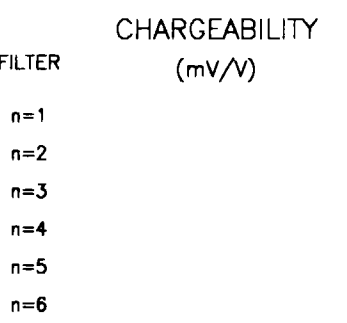 CHARGEABILITY
FILTER (mV/V)
n=1
n=2
n=3
n=4
n=5
n=6